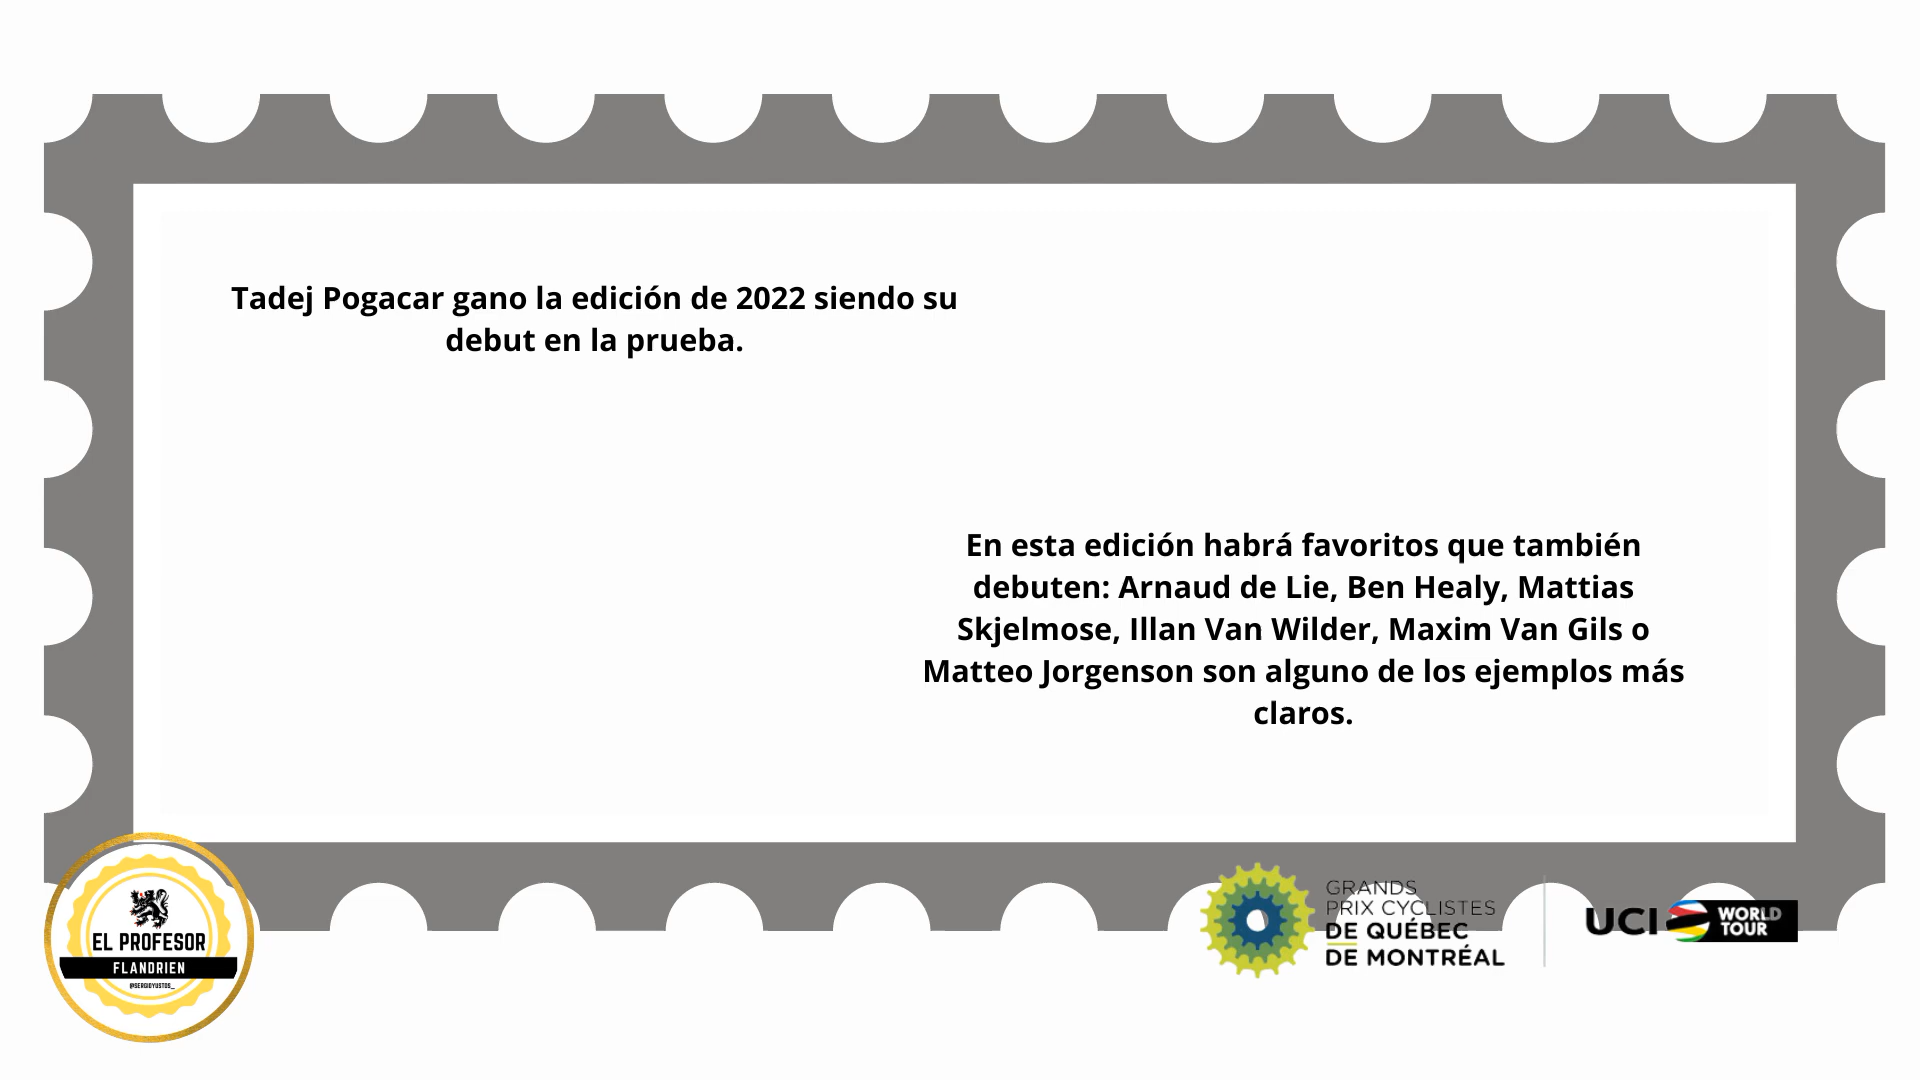 Tadej Pogacar gano la edición de 2022 siendo su
debut en la prueba.
En esta edición habrá favoritos que también
debuten: Arnaud de Lie, Ben Healy, Mattias
Skjelmose, Illan Van Wilder, Maxim Van Gils o
Matteo Jorgenson son alguno de los ejemplos más
claros.
EL PROFESOR
FLANDRIEN
@SERGIOYUSTOS_
GRANDS
PRIX CYCLISTES
DE QUÉBEC
DE MONTRÉAL
UCI WORLD
TOUR